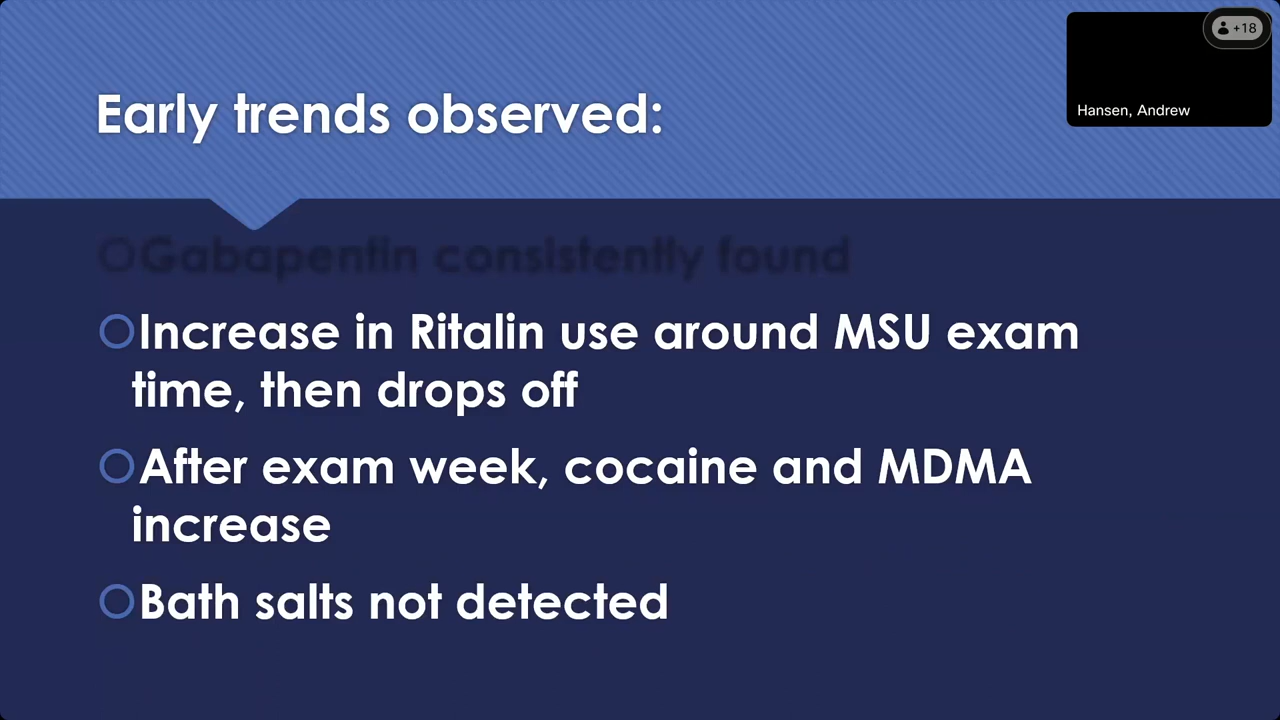 +18
Hansen, Andrew
Early trends observed:
Gabapentin consistently found
Increase in Ritalin use around MSU exam
time, then drops off
After exam week, cocaine and MDMA
increase
Bath salts not detected